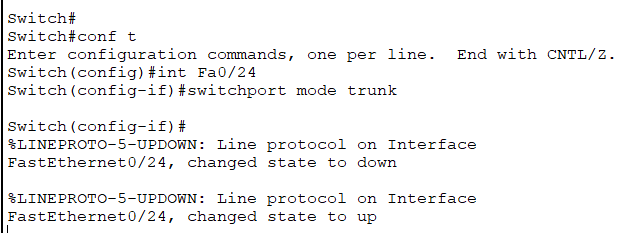 Switch#
Switch#conf t
Enter configuration commands, one per line.  End with CNTL/Z.
Switch(config)#int Fa0/24
Switch(config-if)#switchport mode trunk
Switch(config-if)#
%LINEPROTO-5-UPDOWN: Line protocol on Interface
FastEthernet0/24, changed state to down
%LINEPROTO-5-UPDOWN: Line protocol on Interface
FastEthernet0/24, changed state to up